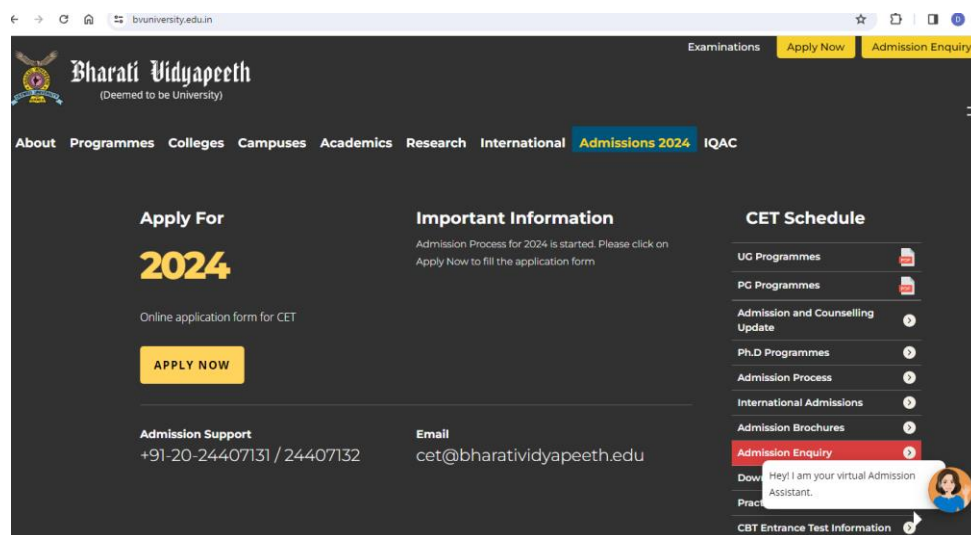 bvuniversity.edu.in
Examinations
Apply Now
Admission Enquiry
Bharati Vidyapeeth
(Deemed to be University)
About Programmes Colleges Campuses Academics Research International Admissions 2024 IQAC
Apply For
2024
Online application form for CET
APPLY NOW
Important Information
Admission Process for 2024 is started. Please click on
Apply Now to fill the application form
Admission Support
+91-20-24407131 / 24407132
Email
cet@bharatividyapeeth.edu
CET Schedule
UG Programmes
PG Programmes
Admission and Counselling
Update
Ph.D Programmes
Admission Process
International Admissions
Admission Brochures
Admission Enquiry
Hey! I am your virtual Admission
Assistant.
CBT Entrance Test Information